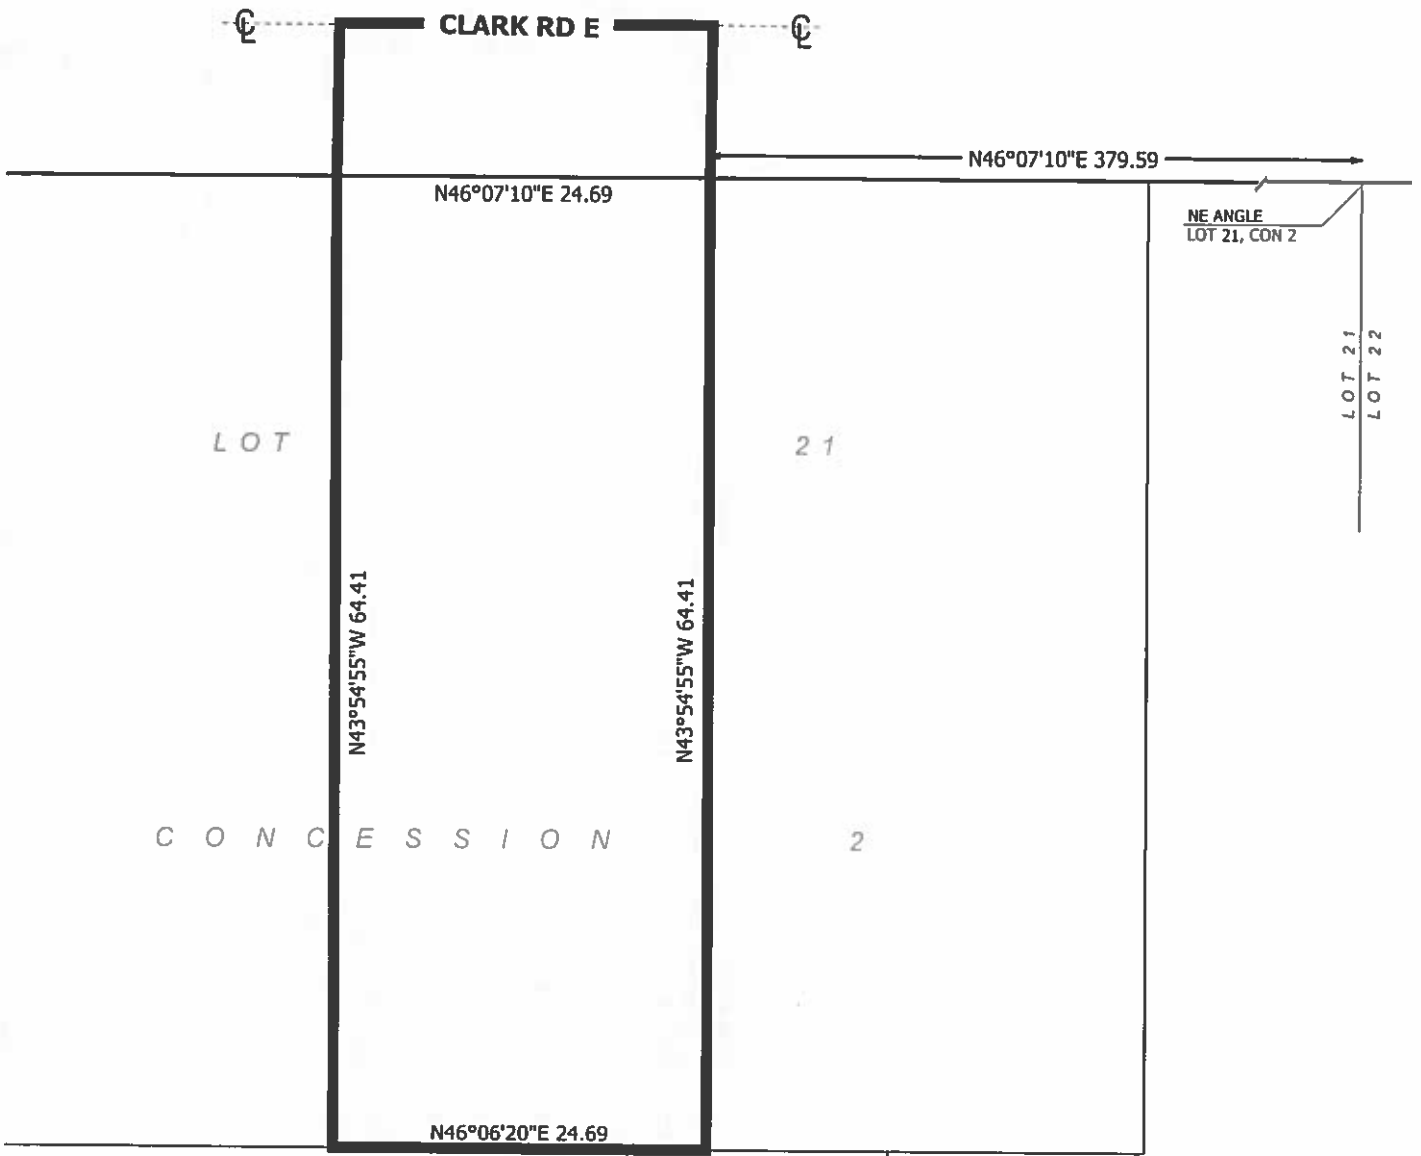 ℄ CLARK RD E ℄
N46°07'10"E 379.59
N46°07'10"E 24.69
NE ANGLE
LOT 21, CON 2
LOT 21
LOT 22
LOT 21
N43°54'55"W 64.41
N43°54'55"W 64.41
CONCESSION 2
N46°06'20"E 24.69